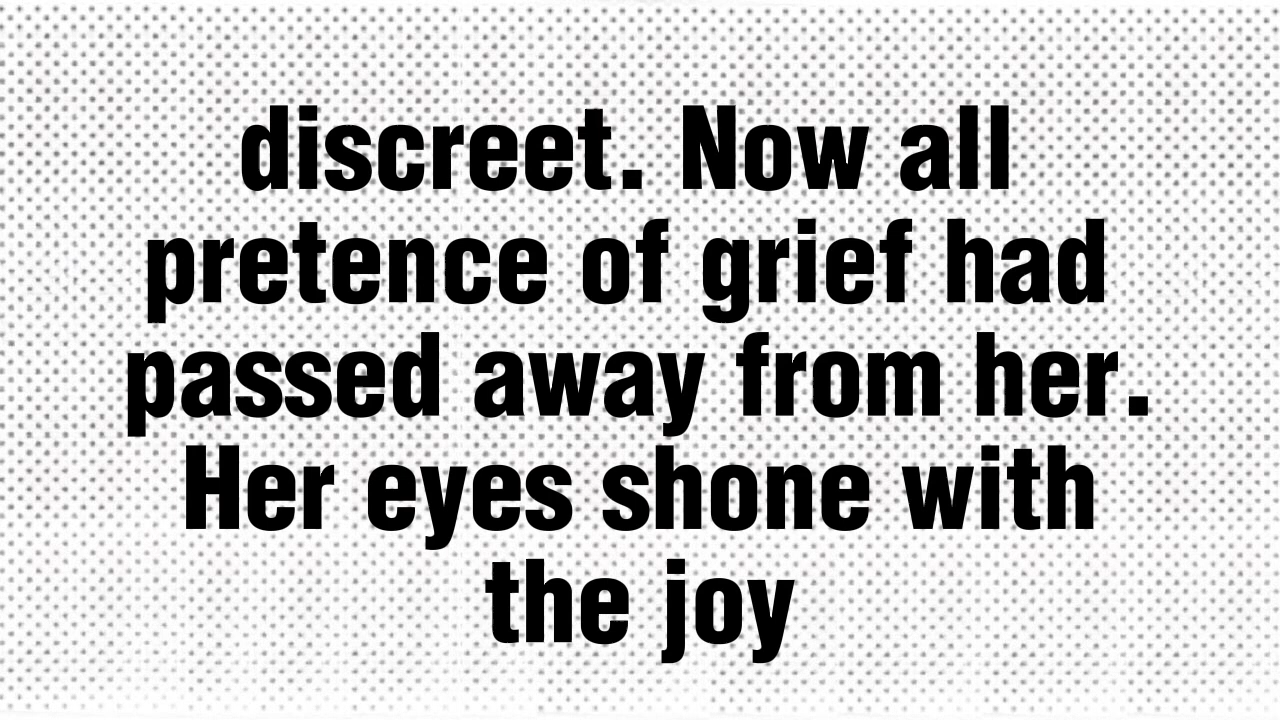 discreet. Now all
pretence of grief had
passed away from her.
Her eyes shone with
the joy